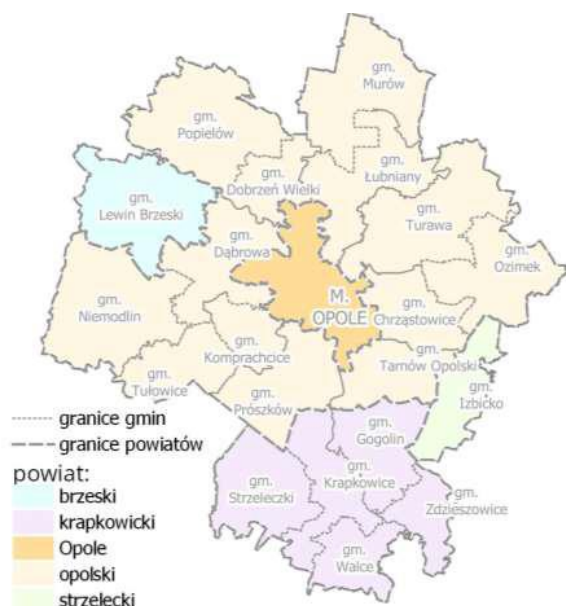 gm.
Murów
gm.
Popielów
gm.
Dobrzeń Wielki
gm.
Łubniany
gm.
Lewin Brzeski
gm.
Turawa
gm.
Dąbrowa
gm.
Ozimek
M.
OPOLE
gm.
Niemodlin
gm.
Chrząstowice
gm.
Komprachcice
gm.
Tarnów Opolski
gm.
Tułowice
gm.
Prószków
gm.
Izbicko
gm.
Gogolin
gm.
Strzeleczki
gm.
Krapkowice
gm.
Zdzieszowice
gm.
Walce
granice gmin
granice powiatów
powiat:
brzeski
krapkowicki
Opole
opolski
strzelecki